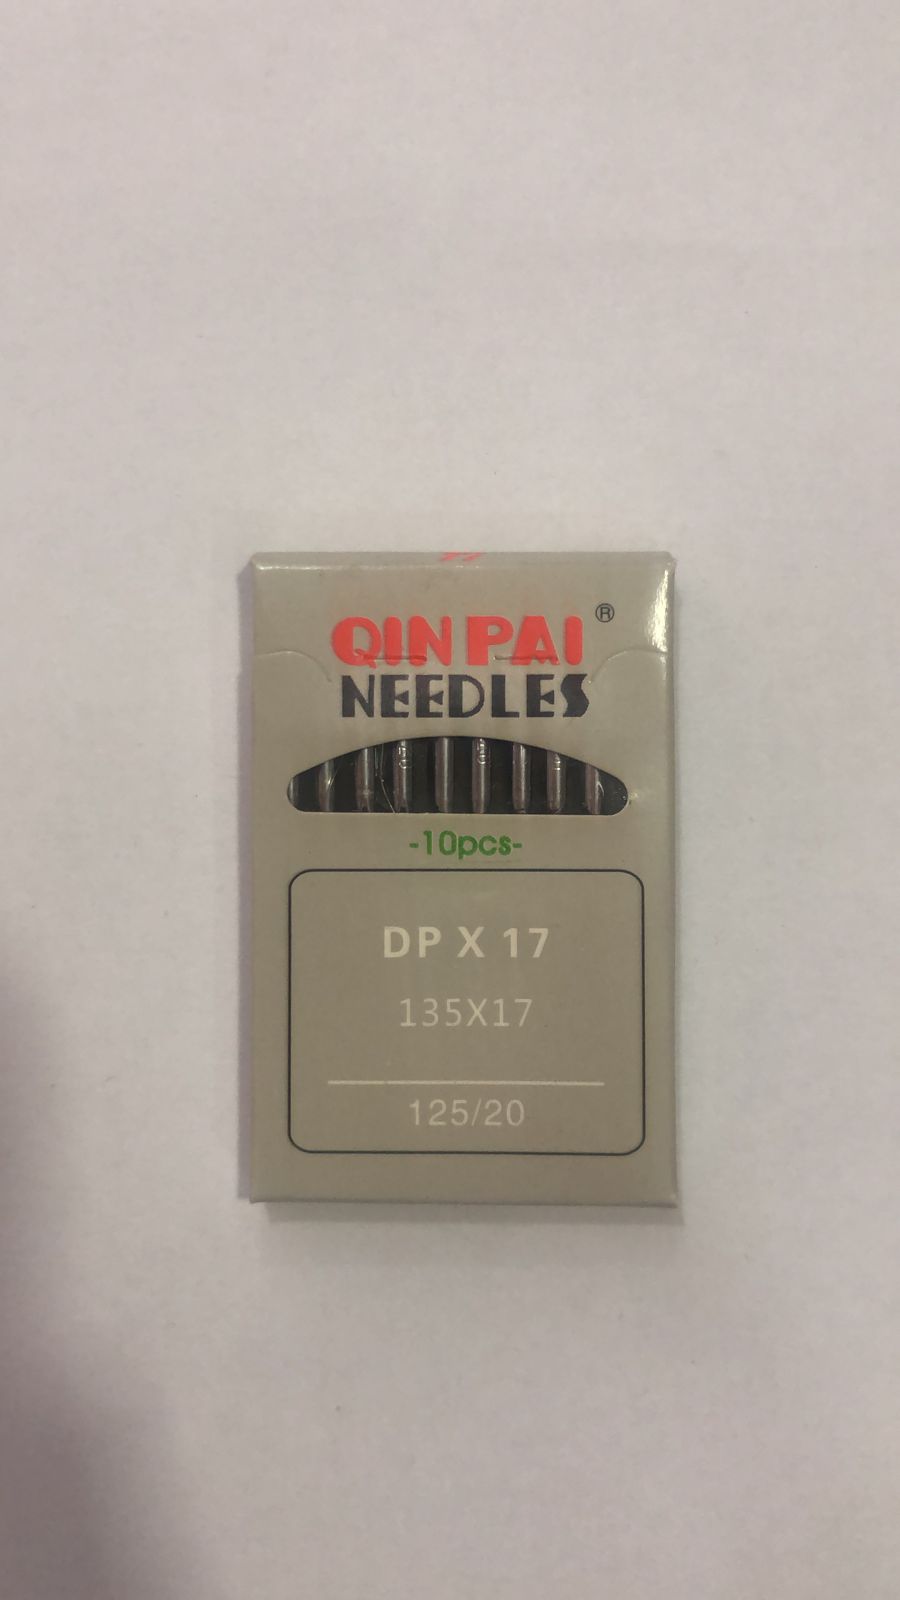 QIN PAI ®
NEEDLES
-10pcs-
DP X 17
135X17
125/20